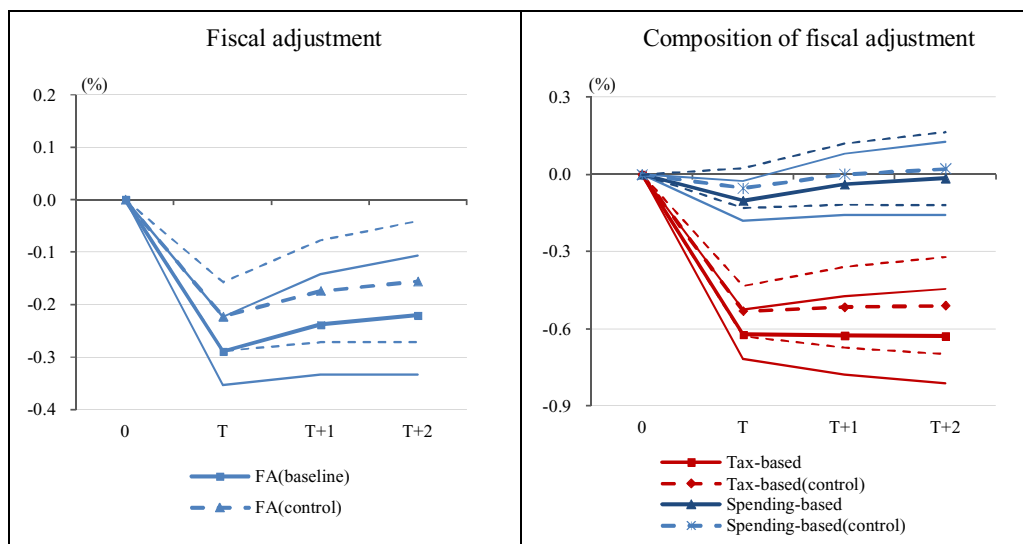 Fiscal adjustment
(%)
0.2
0.1
0.0
-0.1
-0.2
-0.3
-0.4
0 T T+1 T+2
FA(baseline)
FA(control)
Composition of fiscal adjustment
(%)
0.3
0.0
-0.3
-0.6
-0.9
0 T T+1 T+2
Tax-based
Tax-based(control)
Spending-based
Spending-based(control)